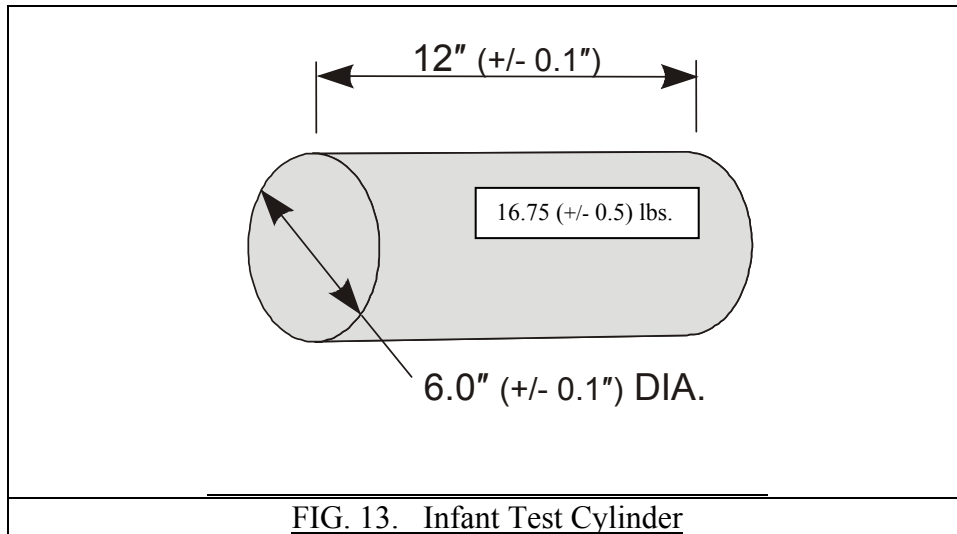 12" (+/- 0.1")
16.75 (+/- 0.5) lbs.
6.0" (+/- 0.1") DIA.
FIG. 13. Infant Test Cylinder